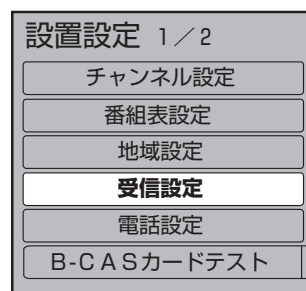 設置設定 1／2
チャンネル設定
番組表設定
地域設定
受信設定
電話設定
B-CASカードテスト